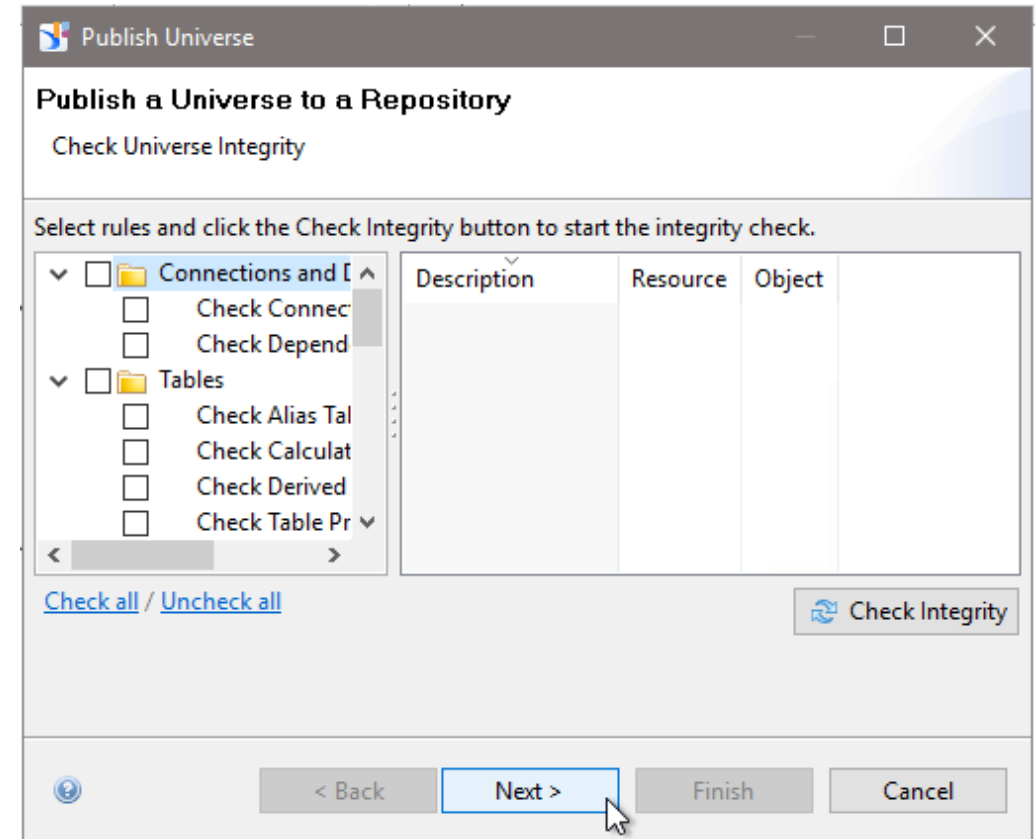 Publish Universe
Publish a Universe to a Repository
Check Universe Integrity
Select rules and click the Check Integrity button to start the integrity check.
Connections and
Check Connec
Check Depend
Tables
Check Alias Tal
Check Calculat
Check Derived
Check Table Pr
Description Resource Object
Check all / Uncheck all
Check Integrity
< Back Next > Finish Cancel